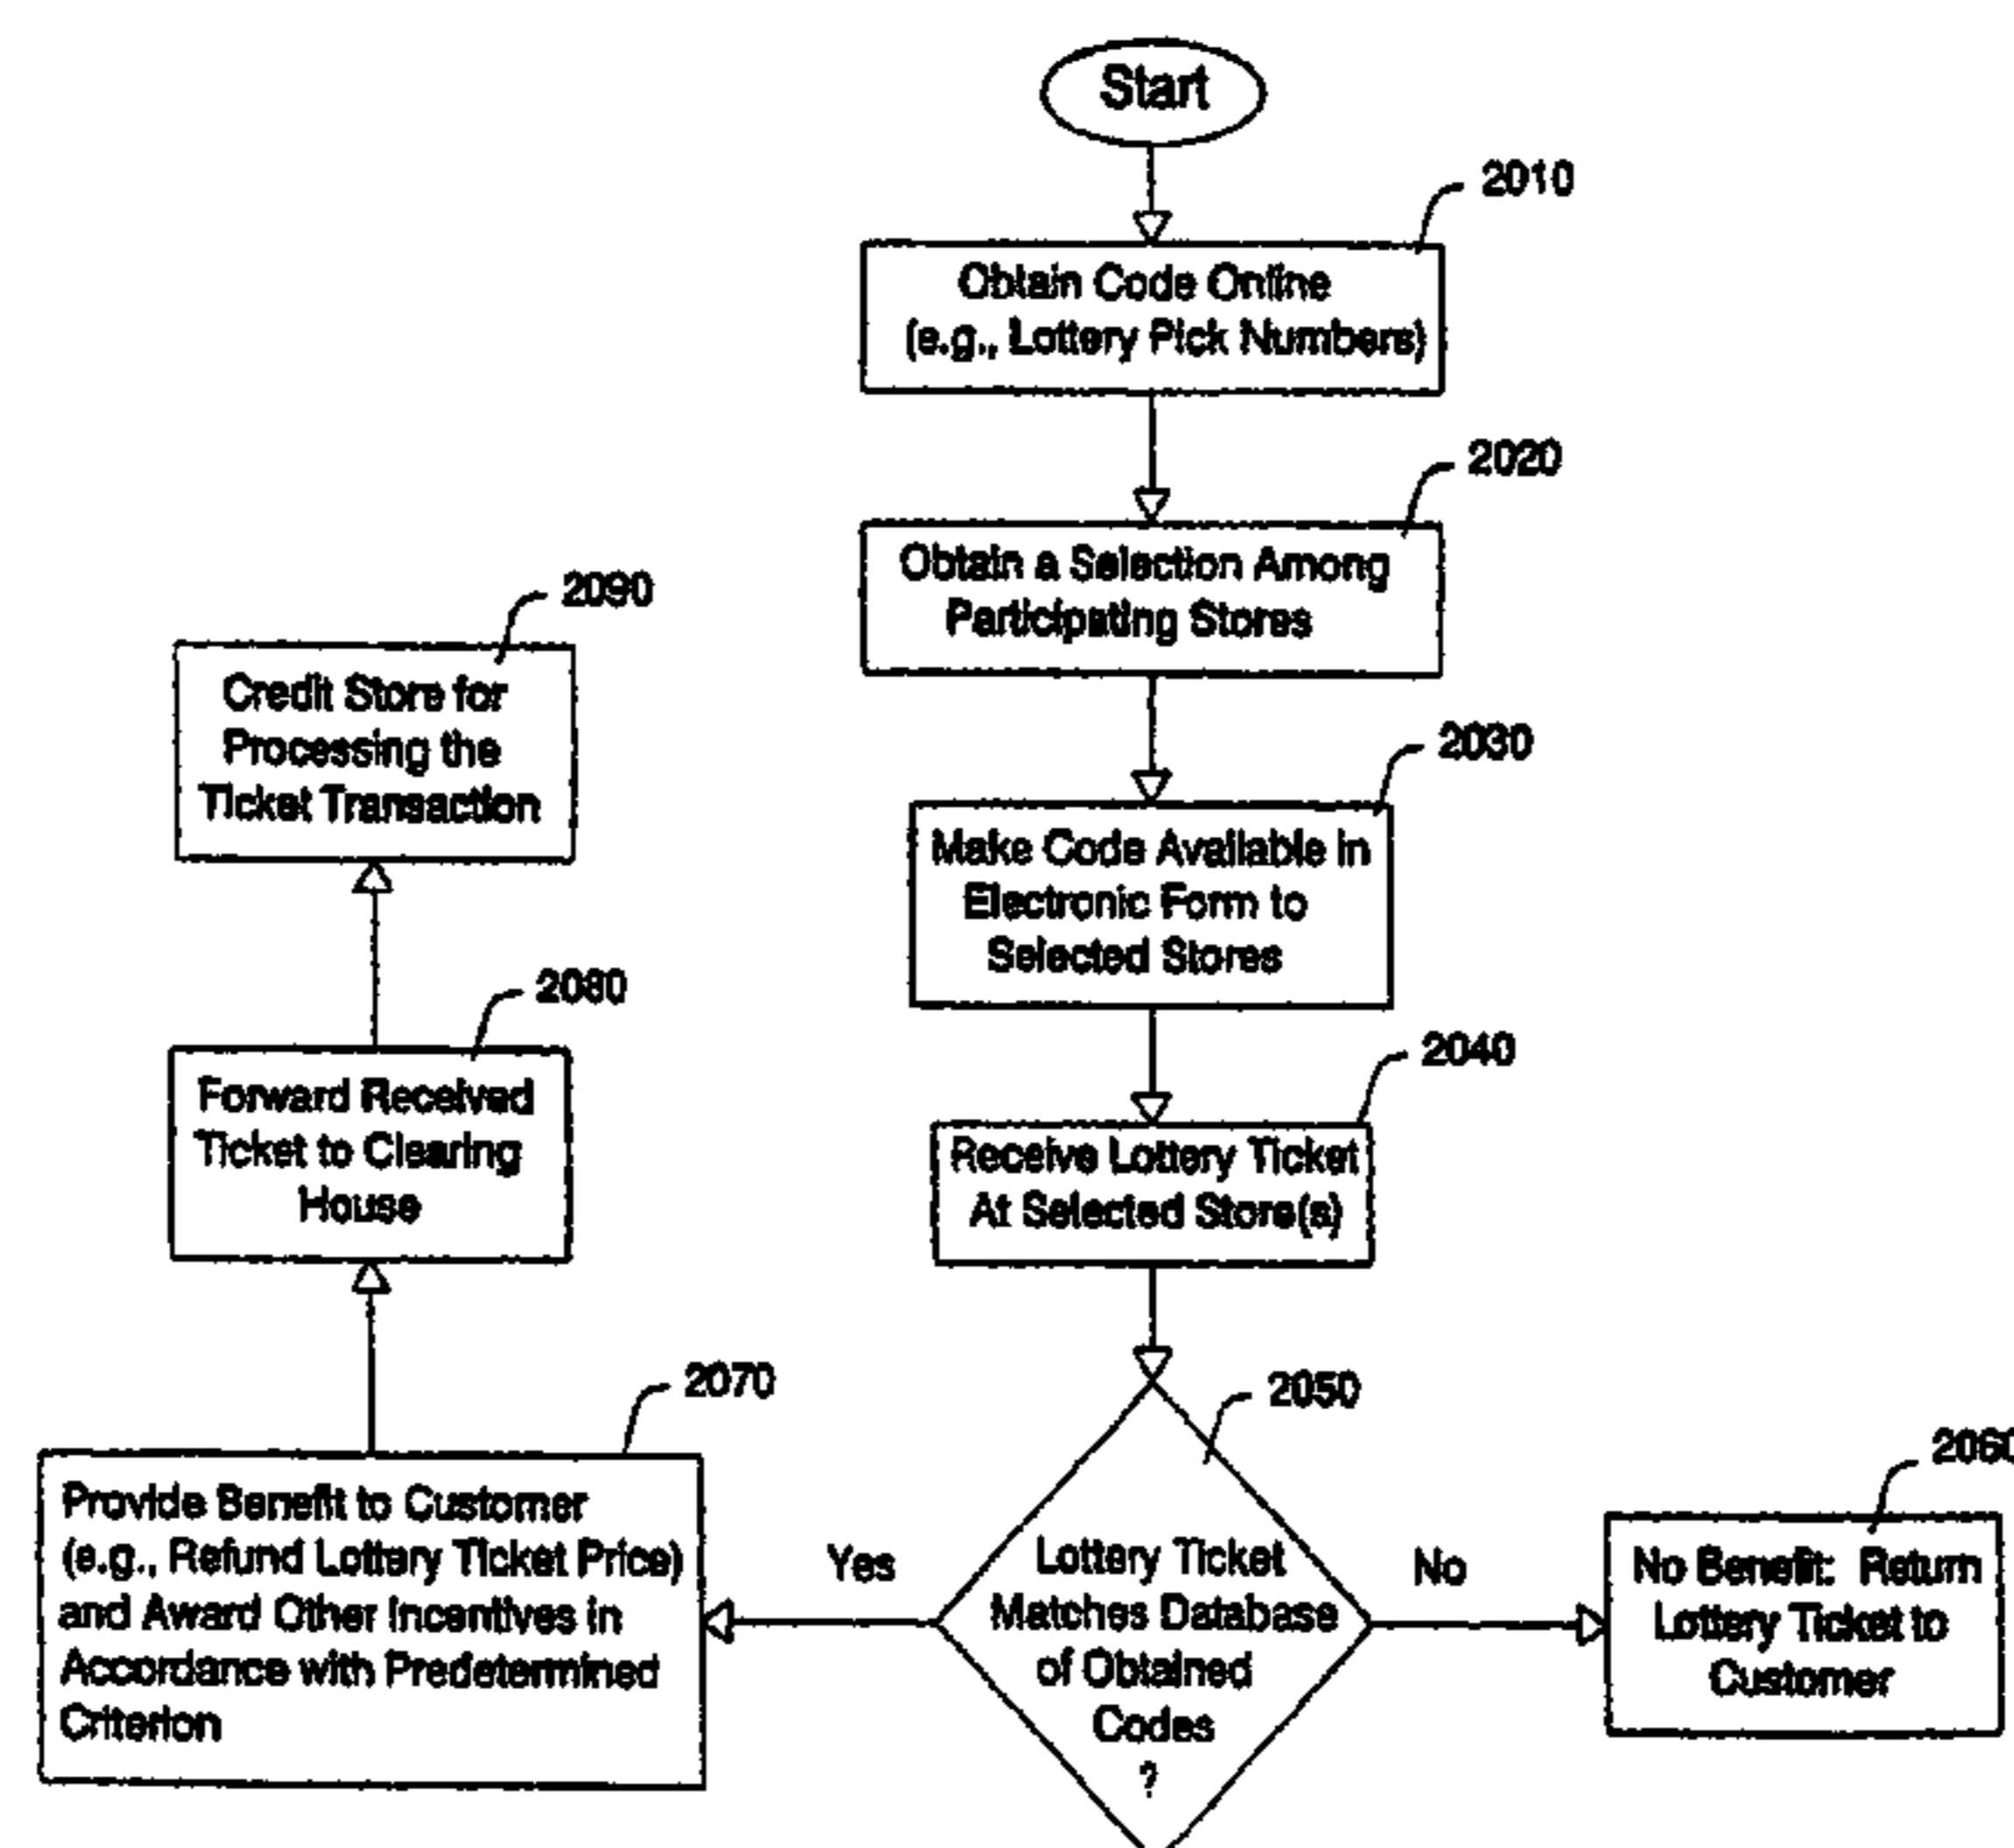 Start
2010
Obtain Code Online
(e.g., Lottery Pick Numbers)
2020
Obtain a Selection Among
Participating Stores
2030
Make Code Available in
Electronic Form to
Selected Stores
2040
Receive Lottery Ticket
At Selected Store(s)
2050
Lottery Ticket
Matches Database
of Obtained
Codes
?
No
2060
No Benefit: Return
Lottery Ticket to
Customer
Yes
2070
Provide Benefit to Customer
(e.g., Refund Lottery Ticket Price)
and Award Other Incentives in
Accordance with Predetermined
Criterion
2080
Forward Received
Ticket to Clearing
House
2090
Credit Store for
Processing the
Ticket Transaction